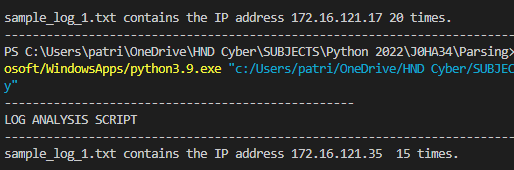 sample_log_1.txt contains the IP address 172.16.121.17 20 times.
--------------------------------------------------------------------------
PS C:\Users\patri\OneDrive\HND Cyber\SUBJECTS\Python 2022\J0HA34\Parsing>
osoft/WindowsApps/python3.9.exe "c:/Users/patri/OneDrive/HND Cyber/SUBJEC
y"
---------------------------------------------------
LOG ANALYSIS SCRIPT
--------------------------------------------------------------------------
sample_log_1.txt contains the IP address 172.16.121.35  15 times.